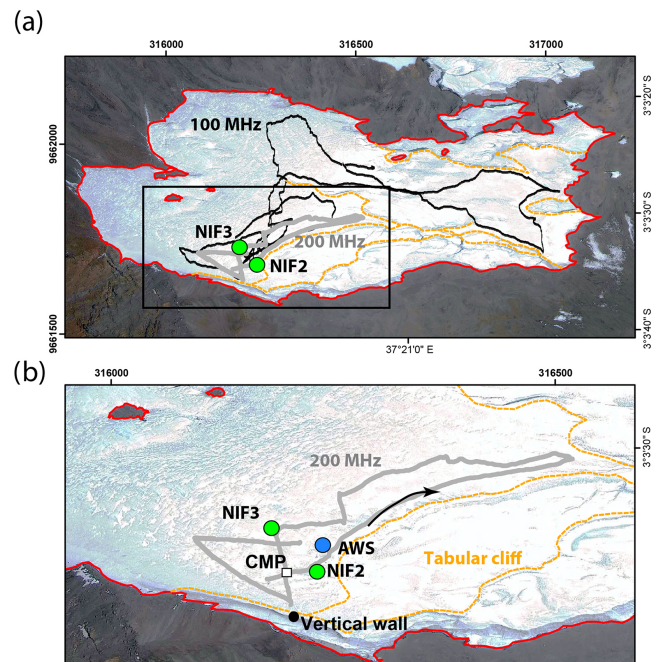 (a)
316000
316500
317000
3°3'20" S
9662000
100 MHz
3°3'30" S
NIF3
200 MHz
NIF2
9661500
3°3'40" S
37°21'0" E
(b)
316000
316500
3°3'30" S
200 MHz
NIF3
AWS
CMP
NIF2
Tabular cliff
Vertical wall